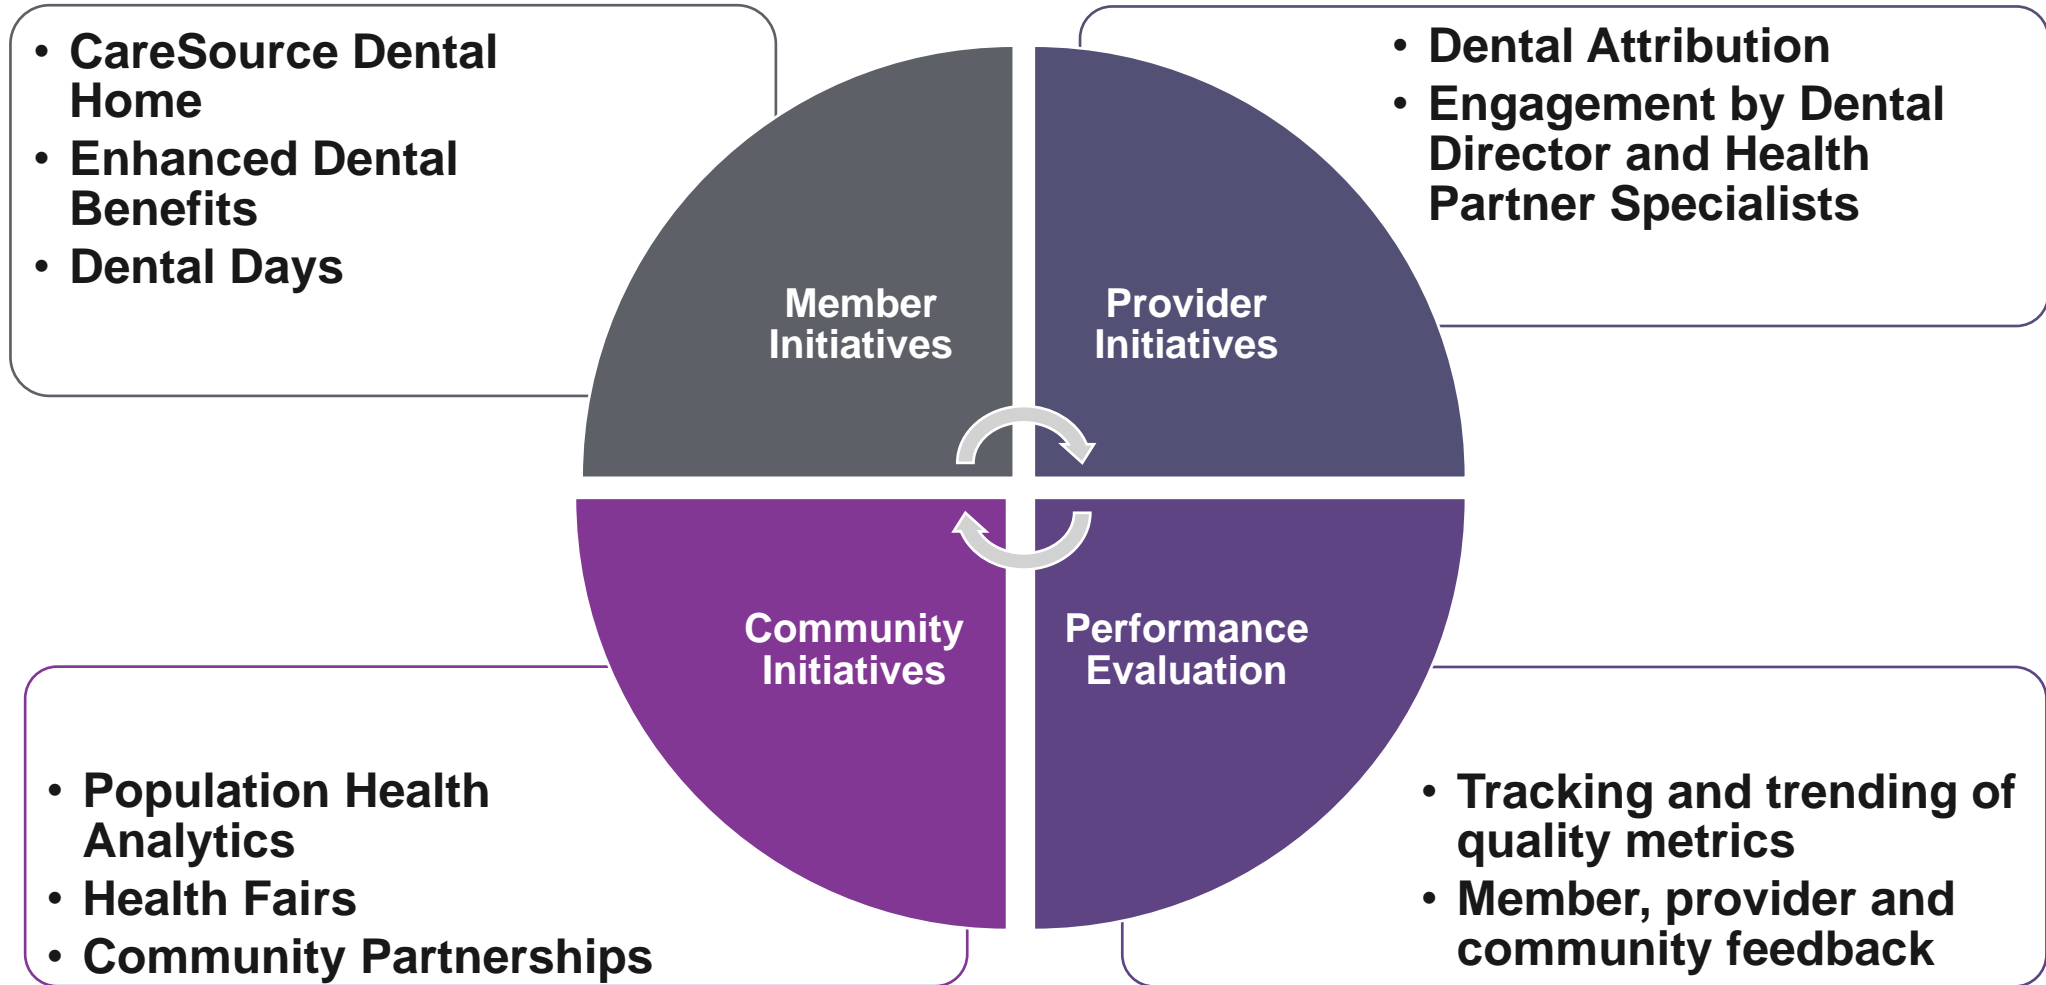 • CareSource Dental
Home
• Enhanced Dental
Benefits
• Dental Days
• Dental Attribution
• Engagement by Dental
Director and Health
Partner Specialists
Member
Initiatives
Provider
Initiatives
Community
Initiatives
Performance
Evaluation
• Population Health
Analytics
• Health Fairs
• Community Partnerships
• Tracking and trending of
quality metrics
• Member, provider and
community feedback